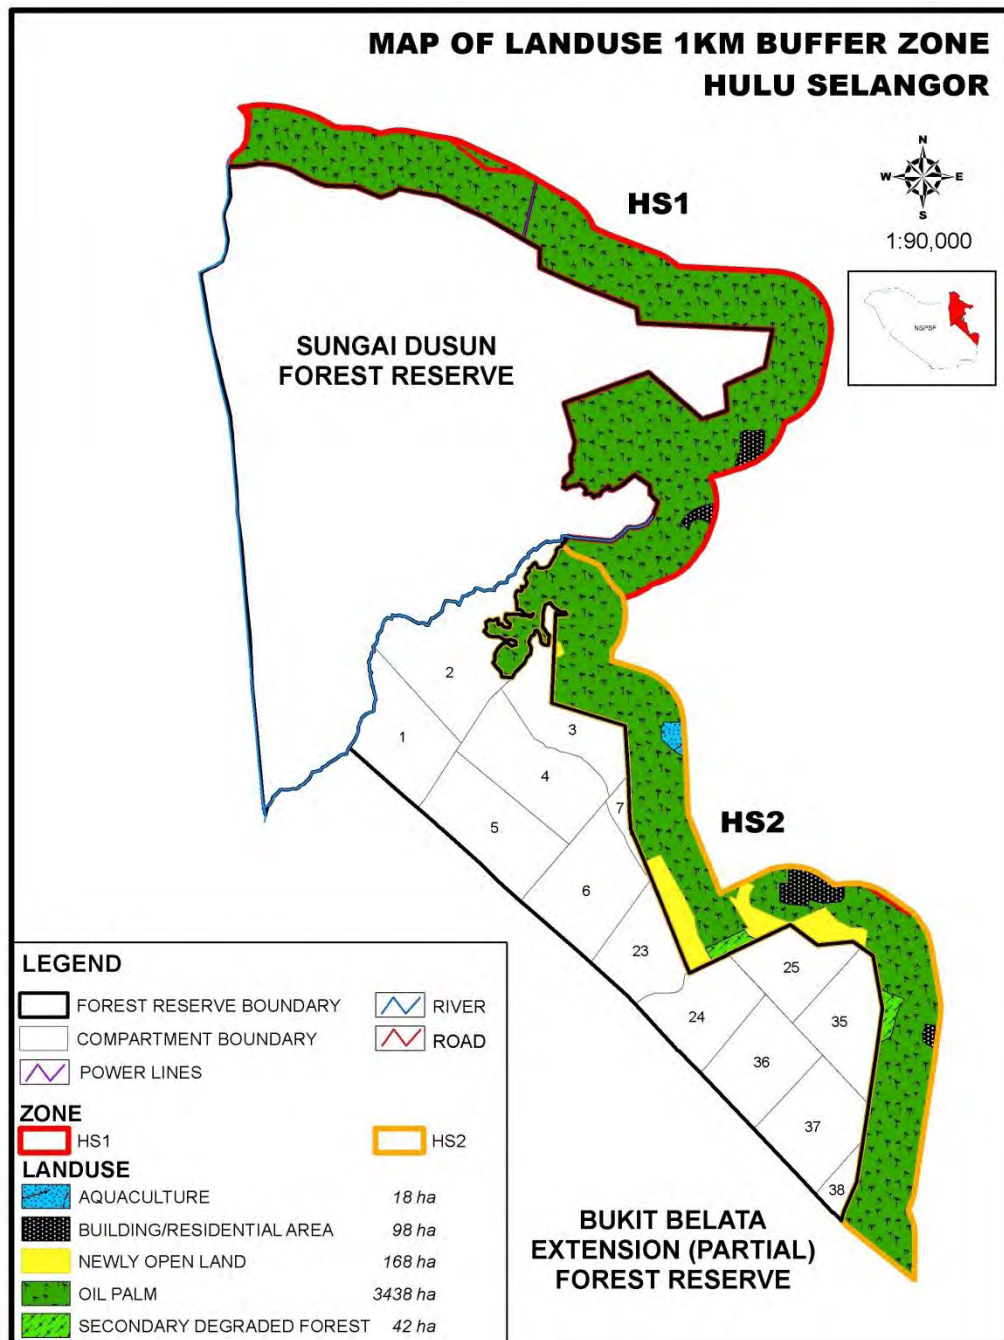 MAP OF LANDUSE 1KM BUFFER ZONE
HULU SELANGOR
N
W E
S
1:90,000
NSPSF
HS1
SUNGAI DUSUN
FOREST RESERVE
2
1
3
4
7
5
HS2
6
23
25
24
35
36
37
38
BUKIT BELATA
EXTENSION (PARTIAL)
FOREST RESERVE
LEGEND
FOREST RESERVE BOUNDARY RIVER
COMPARTMENT BOUNDARY ROAD
POWER LINES
ZONE
HS1 HS2
LANDUSE
AQUACULTURE 18 ha
BUILDING/RESIDENTIAL AREA 98 ha
NEWLY OPEN LAND 168 ha
OIL PALM 3438 ha
SECONDARY DEGRADED FOREST 42 ha